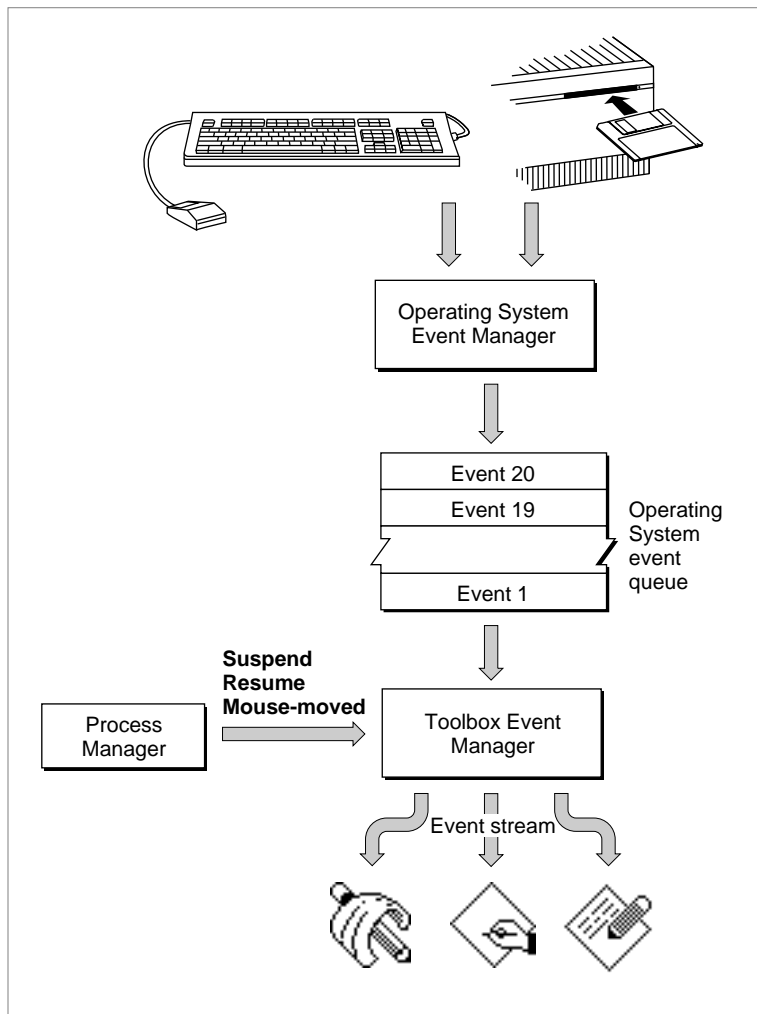 Operating System
Event Manager
Event 20
Event 19
Operating
System
event
queue
Event 1
Suspend
Resume
Mouse-moved
Process
Manager
Toolbox Event
Manager
Event stream